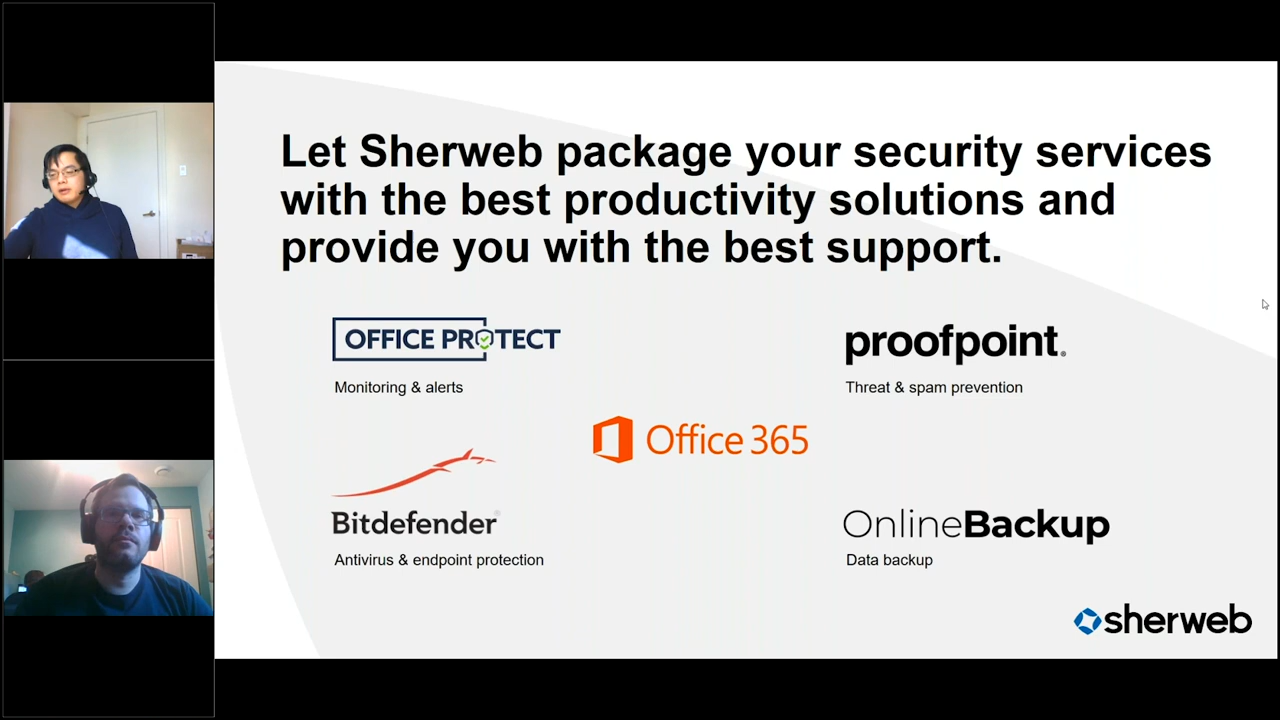 Let Sherweb package your security services
with the best productivity solutions and
provide you with the best support.
OFFICE PROTECT
Monitoring & alerts
proofpoint®
Threat & spam prevention
Office 365
Bitdefender®
Antivirus & endpoint protection
OnlineBackup
Data backup
sherweb